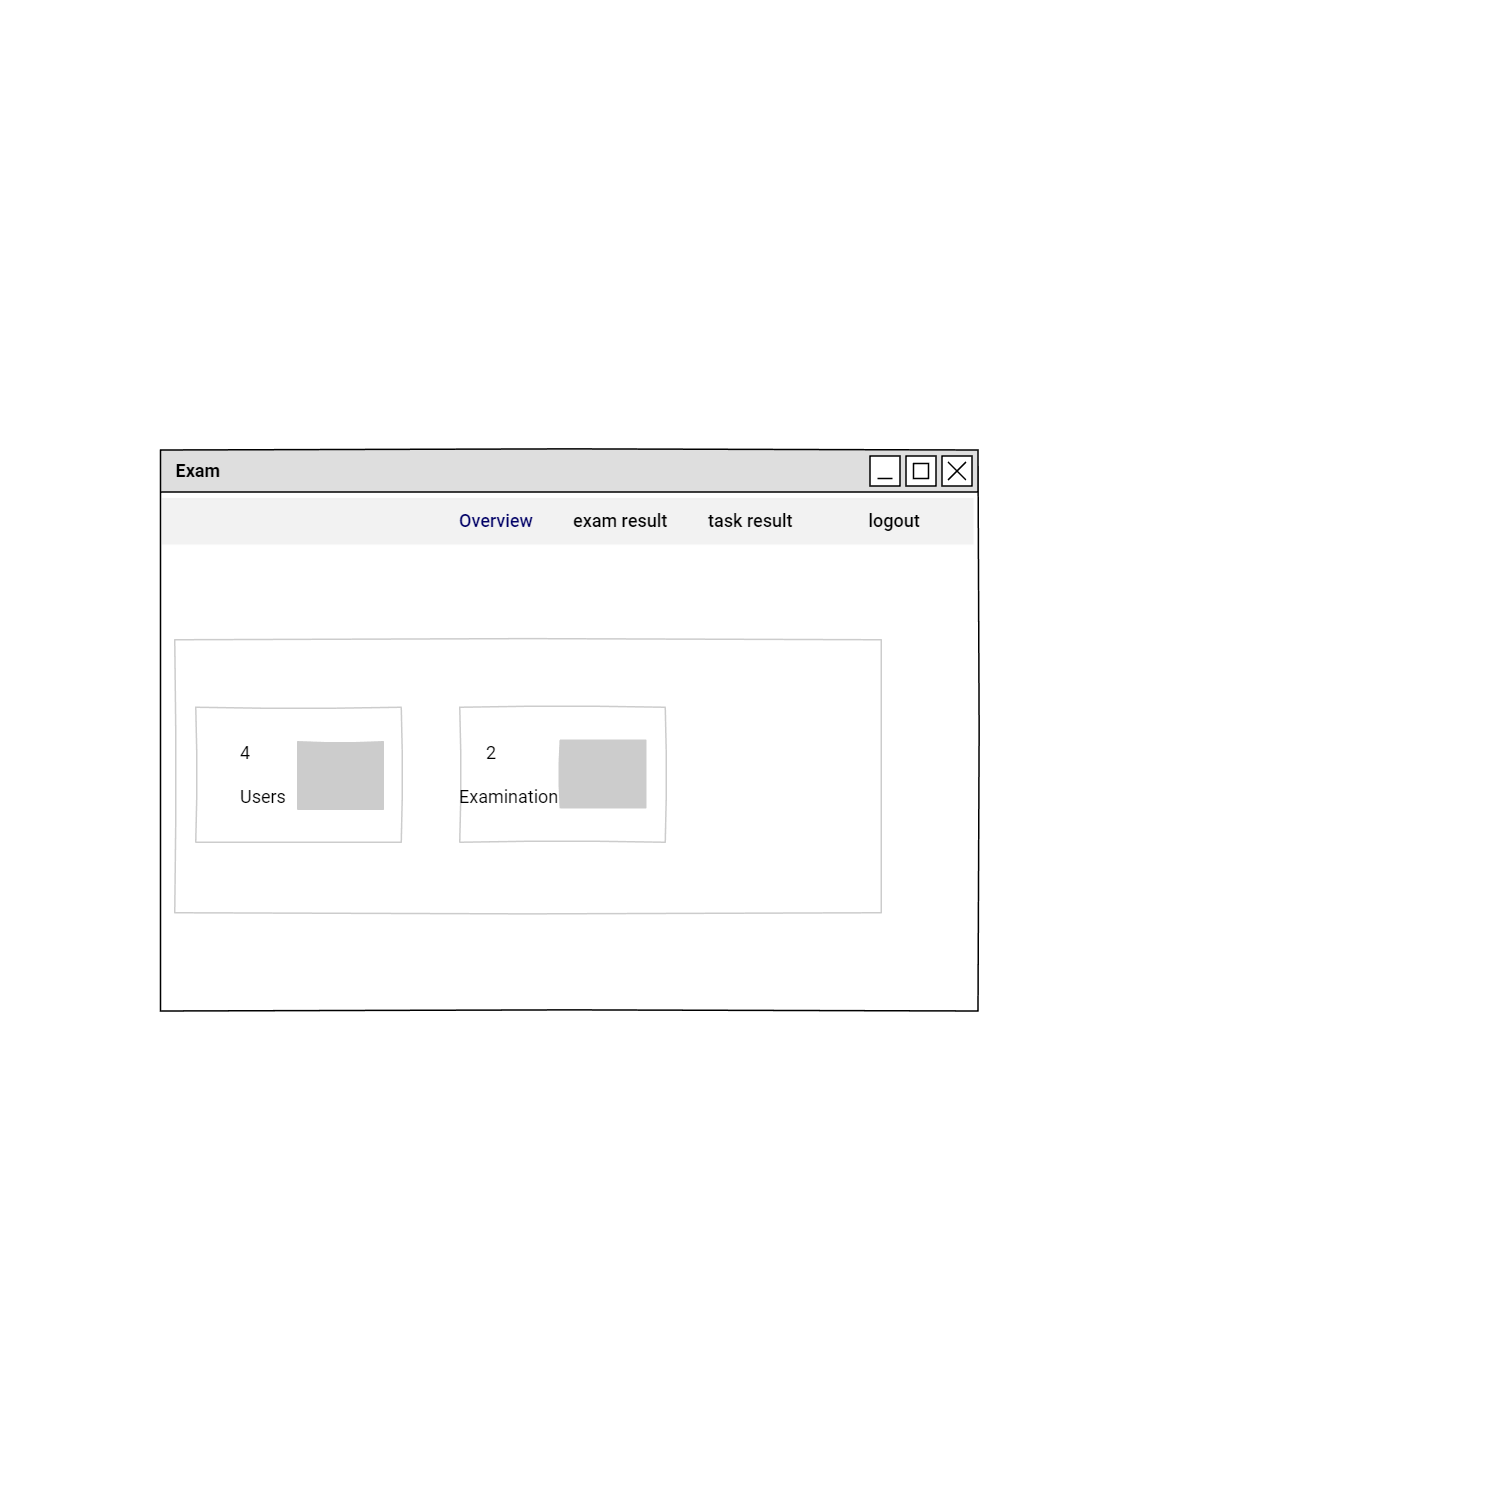 Exam
Overview exam result task result logout
4
Users
2
Examination